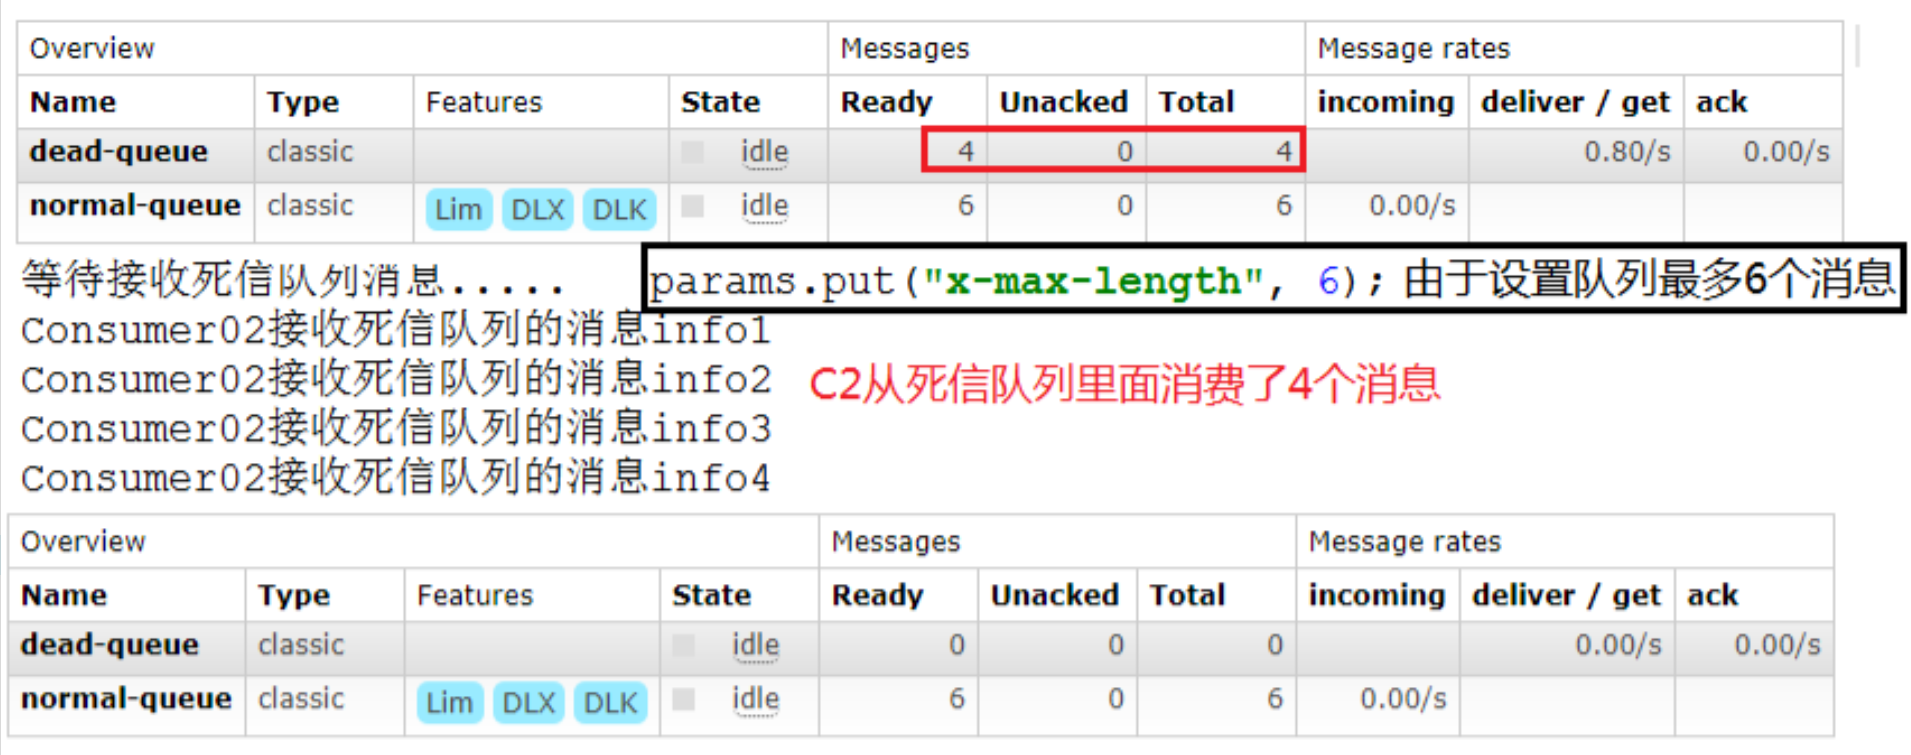 Overview Messages Message rates
Name Type Features State Ready Unacked Total incoming deliver / get ack
dead-queue classic idle 4 0 4 0.80/s 0.00/s
normal-queue classic Lim DLX DLK idle 6 0 6 0.00/s
等待接收死信队列消息..... params.put("x-max-length", 6); 由于设置队列最多6个消息
Consumer02接收死信队列的消息info1
Consumer02接收死信队列的消息info2 C2从死信队列里面消费了4个消息
Consumer02接收死信队列的消息info3
Consumer02接收死信队列的消息info4
Overview Messages Message rates
Name Type Features State Ready Unacked Total incoming deliver / get ack
dead-queue classic idle 0 0 0 0.00/s 0.00/s
normal-queue classic Lim DLX DLK idle 6 0 6 0.00/s